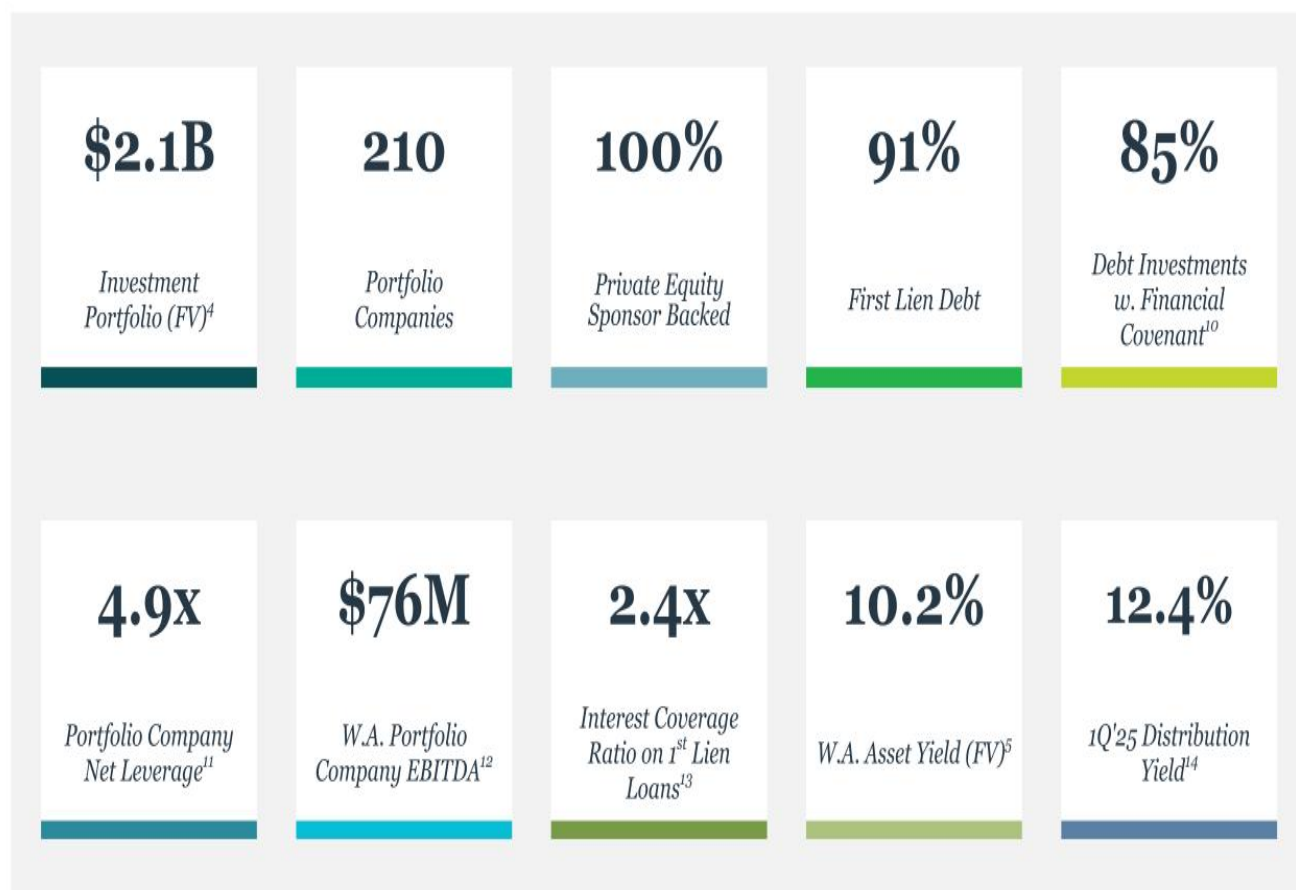 $2.1B
Investment
Portfolio (FV)⁴
210
Portfolio
Companies
100%
Private Equity
Sponsor Backed
91%
First Lien Debt
85%
Debt Investments
w. Financial
Covenant¹⁰
4.9x
Portfolio Company
Net Leverage¹¹
$76M
W.A. Portfolio
Company EBITDA¹²
2.4x
Interest Coverage
Ratio on 1ˢᵗ Lien
Loans¹³
10.2%
W.A. Asset Yield (FV)⁵
12.4%
1Q'25 Distribution
Yield¹⁴